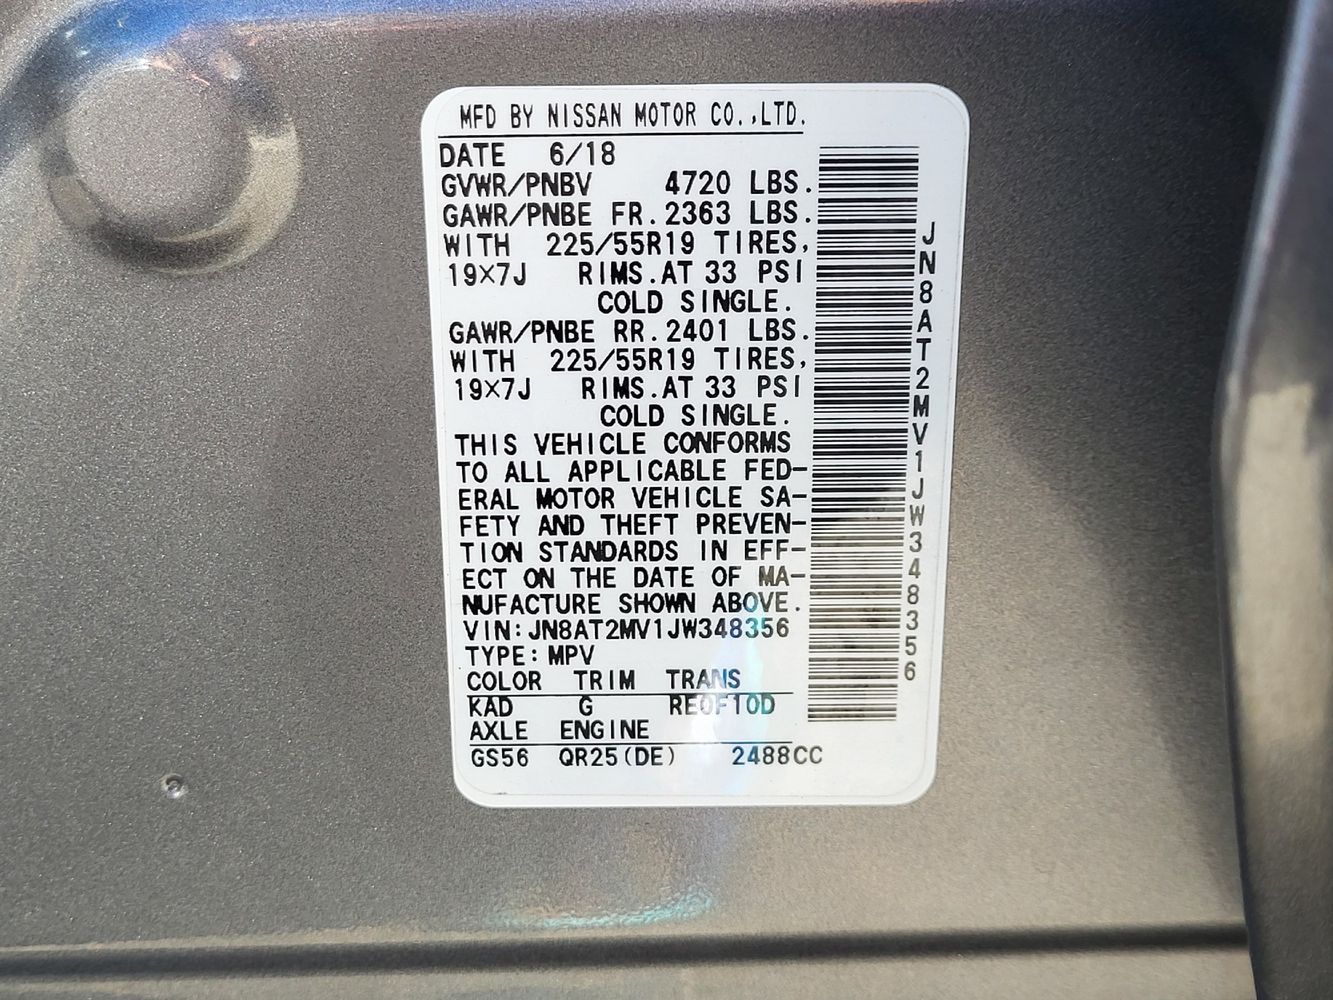 MFD BY NISSAN MOTOR CO.,LTD.
DATE 6/18
GVWR/PNBV 4720 LBS.
GAWR/PNBE FR.2363 LBS.
WITH 225/55R19 TIRES,
19×7J RIMS.AT 33 PSI
COLD SINGLE.
GAWR/PNBE RR.2401 LBS.
WITH 225/55R19 TIRES,
19×7J RIMS.AT 33 PSI
COLD SINGLE.
THIS VEHICLE CONFORMS
TO ALL APPLICABLE FED-
ERAL MOTOR VEHICLE SA-
FETY AND THEFT PREVEN-
TION STANDARDS IN EFF-
ECT ON THE DATE OF MA-
NUFACTURE SHOWN ABOVE.
VIN:JN8AT2MV1JW348356
TYPE:MPV
COLOR TRIM TRANS
KAD G RE0F10D
AXLE ENGINE
GS56 QR25(DE) 2488CC
JN8AT2MV1JW348356